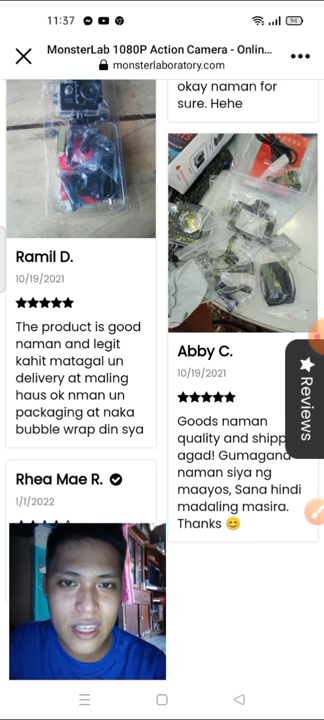 11:37
94
MonsterLab 1080P Action Camera - Onlin...
monsterlaboratory.com
okay naman for
sure. Hehe
Ramil D.
10/19/2021
The product is good
naman and legit
kahit matagal un
delivery at maling
haus ok nman un
packaging at naka
bubble wrap din sya
Abby C.
10/19/2021
Goods naman
quality and shipp
agad! Gumagana
naman siya ng
maayos, Sana hindi
madaling masira.
Thanks 😊
Reviews
Rhea Mae R.
1/1/2022